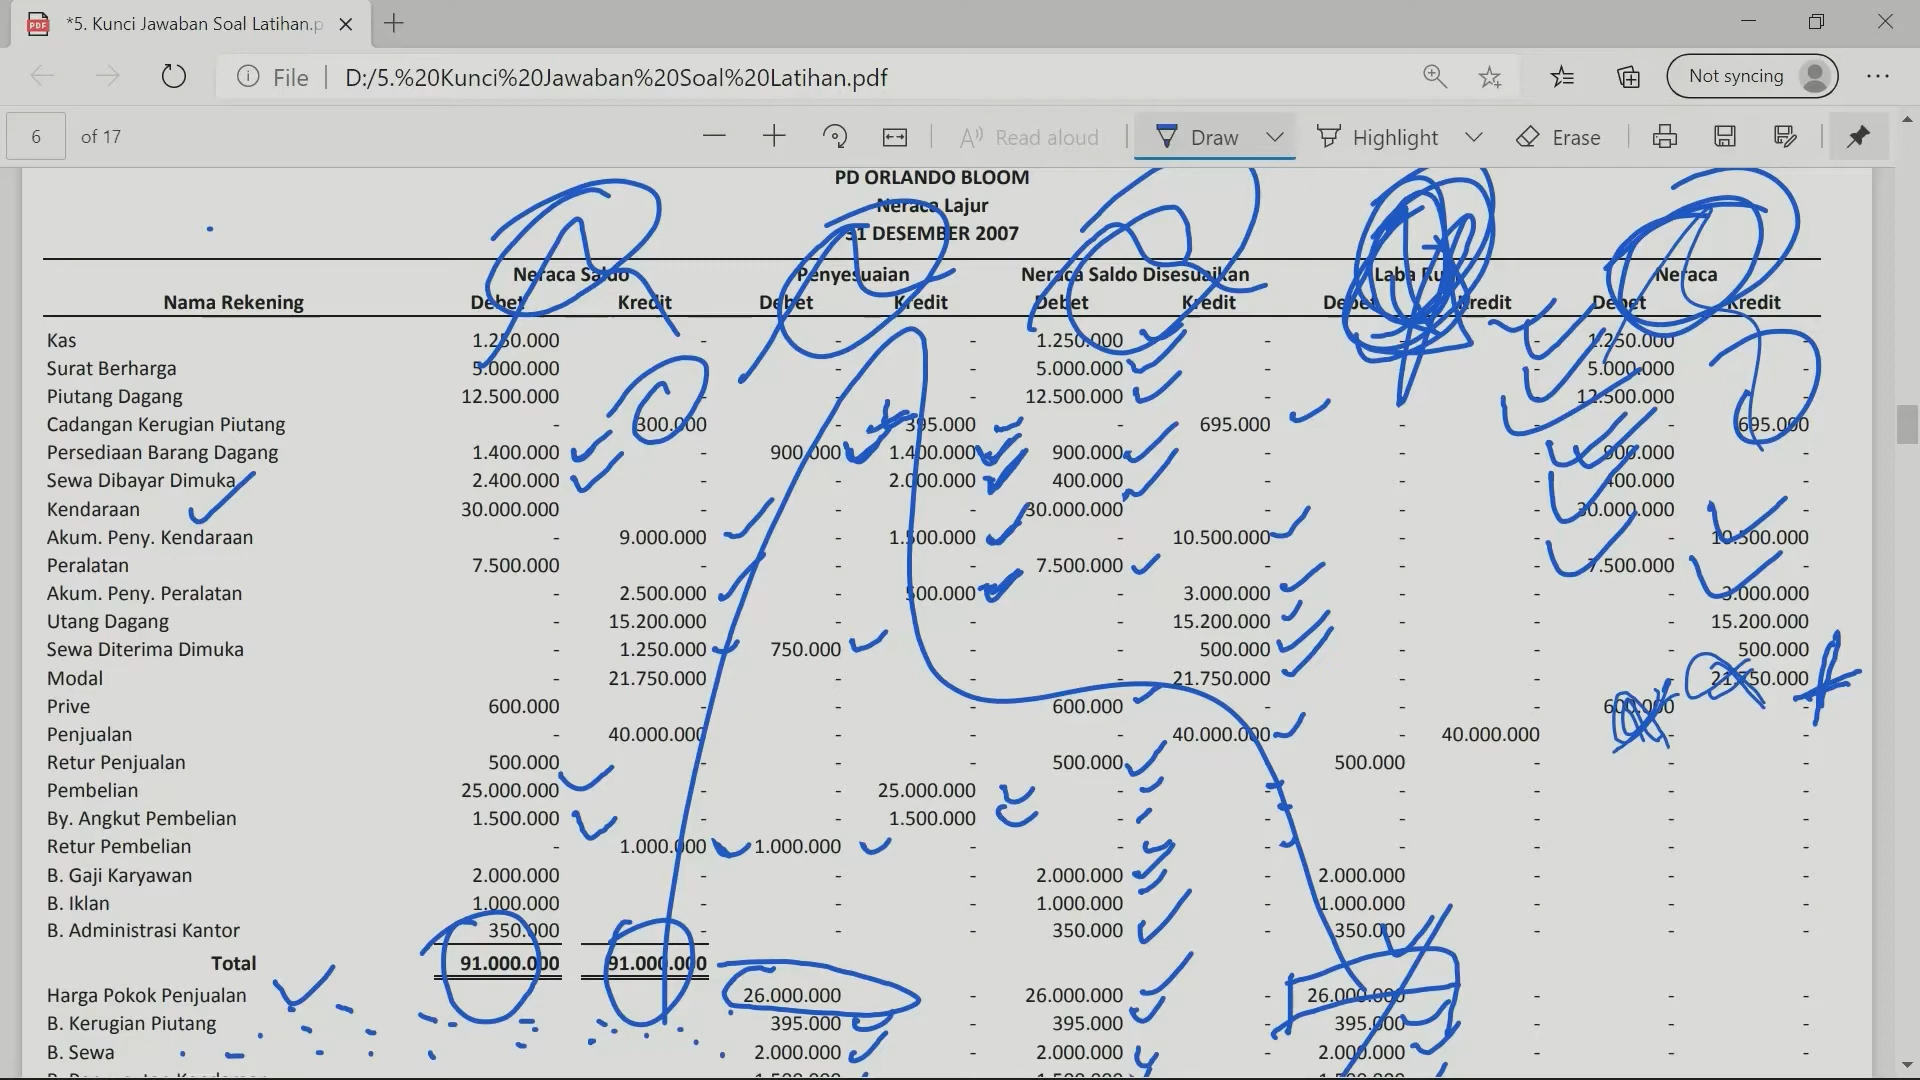 *5. Kunci Jawaban Soal Latihan.p
File | D:/5.%20Kunci%20Jawaban%20Soal%20Latihan.pdf Not syncing
6 of 17 Read aloud Draw Highlight Erase
PD ORLANDO BLOOM
Neraca Lajur
31 DESEMBER 2007
Neraca Saldo Penyesuaian Neraca Saldo Disesuaikan Laba Rugi Neraca
Nama Rekening Debet Kredit Debet Kredit Debet Kredit Debet Kredit Debet Kredit
Kas 1.250.000 - - - 1.250.000 - - - 1.250.000 -
Surat Berharga 5.000.000 - - - 5.000.000 - - - 5.000.000 -
Piutang Dagang 12.500.000 - - - 12.500.000 - - - 12.500.000 -
Cadangan Kerugian Piutang - 300.000 - 395.000 - 695.000 - - - 695.000
Persediaan Barang Dagang 1.400.000 - 900.000 1.400.000 900.000 - - - 900.000 -
Sewa Dibayar Dimuka 2.400.000 - - 2.000.000 400.000 - - - 400.000 -
Kendaraan 30.000.000 - - - 30.000.000 - - - 30.000.000 -
Akum. Peny. Kendaraan - 9.000.000 - 1.500.000 - 10.500.000 - - - 10.500.000
Peralatan 7.500.000 - - - 7.500.000 - - - 7.500.000 -
Akum. Peny. Peralatan - 2.500.000 - 500.000 - 3.000.000 - - - 3.000.000
Utang Dagang - 15.200.000 - - - 15.200.000 - - - 15.200.000
Sewa Diterima Dimuka - 1.250.000 750.000 - - 500.000 - - - 500.000
Modal - 21.750.000 - - - 21.750.000 - - - 21.750.000
Prive 600.000 - - - 600.000 - - - 600.000 -
Penjualan - 40.000.000 - - - 40.000.000 - 40.000.000 - -
Retur Penjualan 500.000 - - - 500.000 - 500.000 - - -
Pembelian 25.000.000 - - 25.000.000 - - - - - -
By. Angkut Pembelian 1.500.000 - - 1.500.000 - - - - - -
Retur Pembelian - 1.000.000 1.000.000 - - - - - - -
B. Gaji Karyawan 2.000.000 - - - 2.000.000 - 2.000.000 - - -
B. Iklan 1.000.000 - - - 1.000.000 - 1.000.000 - - -
B. Administrasi Kantor 350.000 - - - 350.000 - 350.000 - - -
Total 91.000.000 91.000.000
Harga Pokok Penjualan 26.000.000 - 26.000.000 - 26.000.000 - - -
B. Kerugian Piutang 395.000 - 395.000 - 395.000 - - -
B. Sewa 2.000.000 - 2.000.000 - 2.000.000 - - -